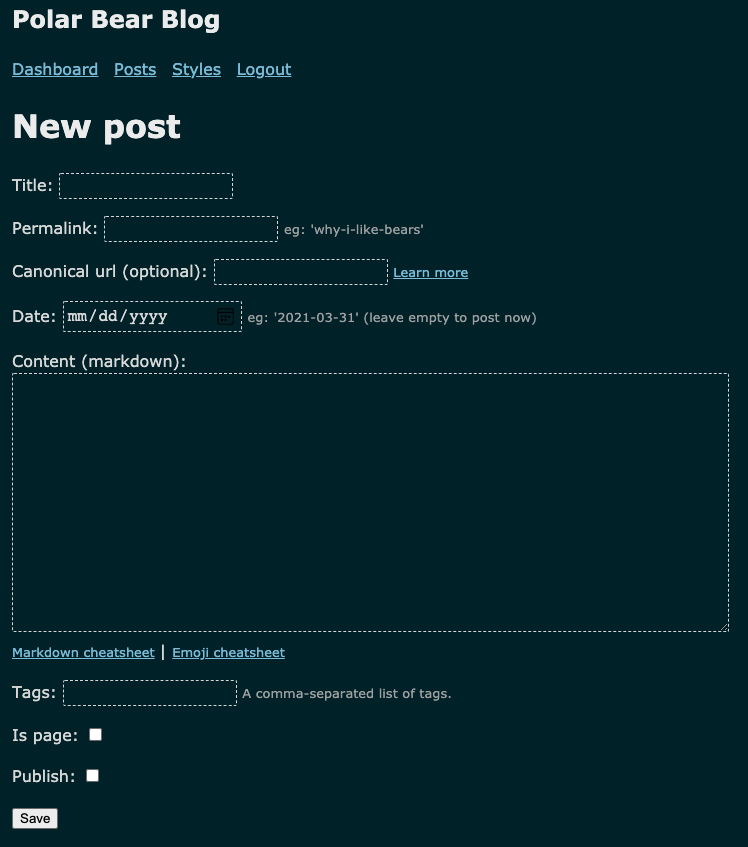 Polar Bear Blog
Dashboard Posts Styles Logout
New post
Title:
Permalink: eg: 'why-i-like-bears'
Canonical url (optional): Learn more
Date: mm/dd/yyyy eg: '2021-03-31' (leave empty to post now)
Content (markdown):
Markdown cheatsheet | Emoji cheatsheet
Tags: A comma-separated list of tags.
Is page:
Publish:
Save